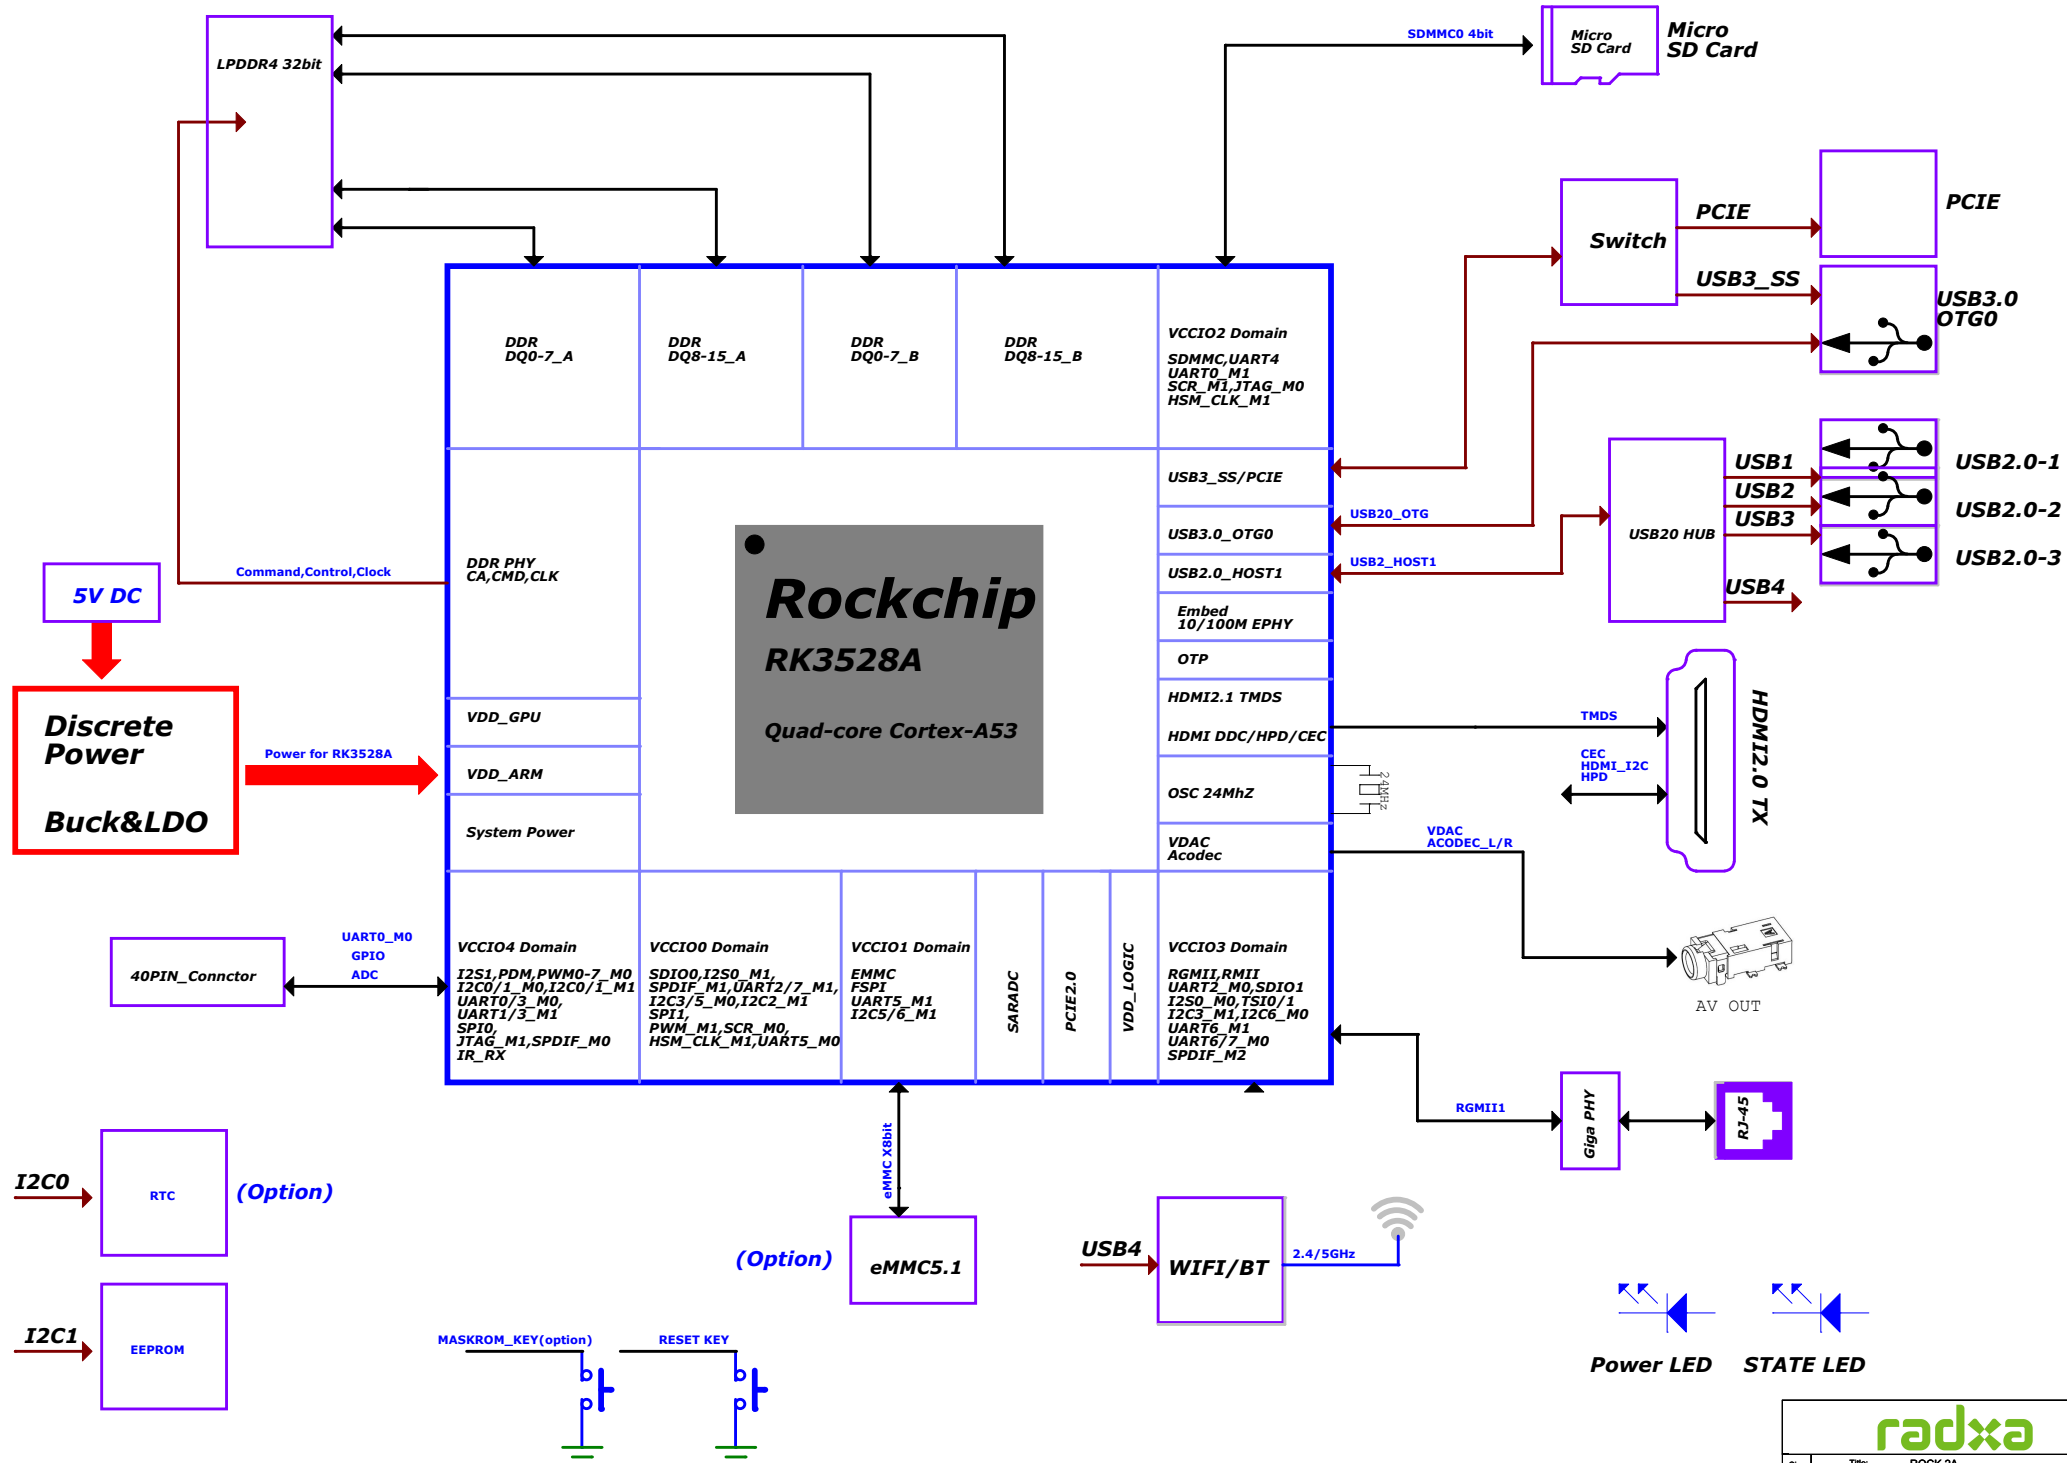 LPDDR4 32bit
SDMMC0 4bit
Micro
SD Card
Micro
SD Card
Switch
PCIE
PCIE
USB3_SS
USB3.0
OTG0
DDR
DQ0-7_A
DDR
DQ8-15_A
DDR
DQ0-7_B
DDR
DQ8-15_B
VCCIO2 Domain
SDMMC,UART4
UART0_M1
SCR_M1,JTAG_M0
HSM_CLK_M1
USB3_SS/PCIE
USB20_OTG
USB3.0_OTG0
USB2_HOST1
USB2.0_HOST1
Embed
10/100M EPHY
OTP
HDMI2.1 TMDS
HDMI DDC/HPD/CEC
OSC 24MhZ
24MHz
VDAC
Acodec
USB20 HUB
USB1
USB2
USB3
USB4
USB2.0-1
USB2.0-2
USB2.0-3
DDR PHY
CA,CMD,CLK
Command,Control,Clock
5V DC
Discrete
Power
Buck&LDO
Power for RK3528A
VDD_GPU
VDD_ARM
System Power
Rockchip
RK3528A
Quad-core Cortex-A53
TMDS
CEC
HDMI_I2C
HPD
HDMI2.0 TX
VDAC
ACODEC_L/R
AV OUT
40PIN_Connctor
UART0_M0
GPIO
ADC
VCCIO4 Domain
I2S1,PDM,PWM0-7_M0
I2C0/1_M0,I2C0/1_M1
UART0/3_M0,
UART1/3_M1
SPI0,
JTAG_M1,SPDIF_M0
IR_RX
VCCIO0 Domain
SDIO0,I2S0_M1,
SPDIF_M1,UART2/7_M1,
I2C3/5_M0,I2C2_M1
SPI1,
PWM_M1,SCR_M0,
HSM_CLK_M1,UART5_M0
VCCIO1 Domain
EMMC
FSPI
UART5_M1
I2C5/6_M1
SARADC
PCIE2.0
VDD_LOGIC
VCCIO3 Domain
RGMII,RMII
UART2_M0,SDIO1
I2S0_M0,TSI0/1
I2C3_M1,I2C6_M0
UART6_M1
UART6/7_M0
SPDIF_M2
RGMII1
Giga PHY
RJ-45
I2C0
RTC
(Option)
I2C1
EEPROM
eMMC X8bit
(Option)
eMMC5.1
USB4
WIFI/BT
2.4/5GHz
MASKROM_KEY(option)
RESET KEY
Power LED
STATE LED
radxa